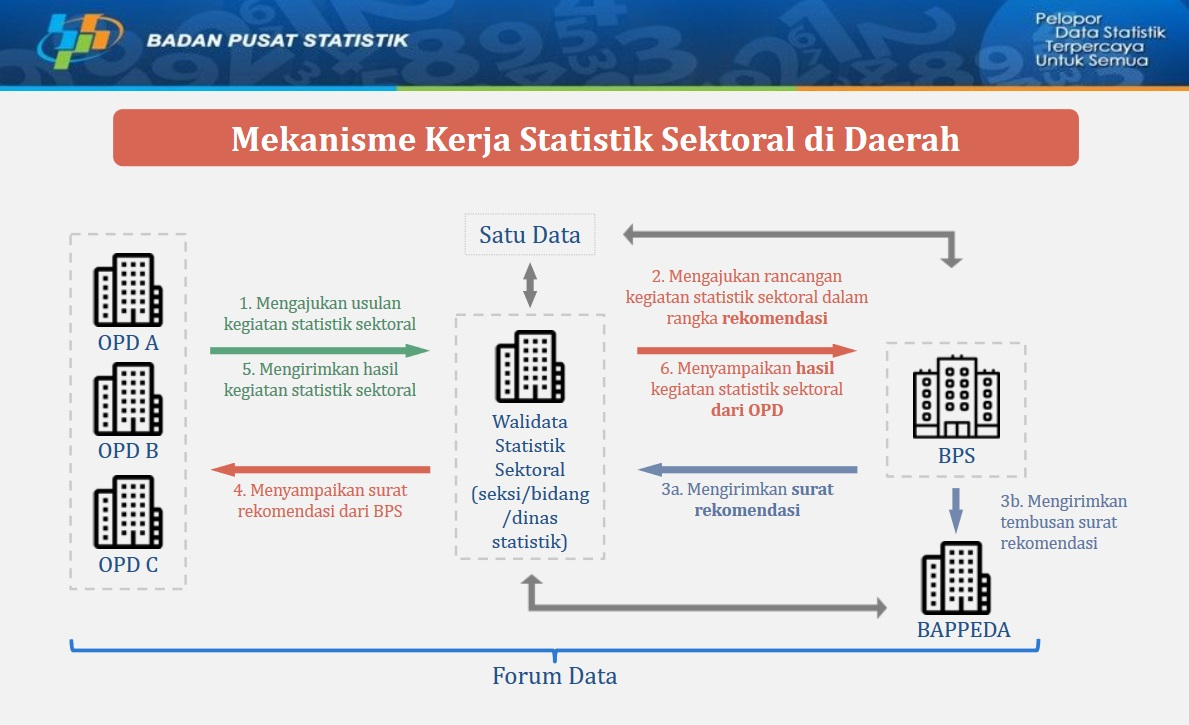 BADAN PUSAT STATISTIK
Pelopor
Data Statistik
Terpercaya
Untuk Semua
Mekanisme Kerja Statistik Sektoral di Daerah
OPD A
OPD B
OPD C
1. Mengajukan usulan
kegiatan statistik sektoral
5. Mengirimkan hasil
kegiatan statistik sektoral
4. Menyampaikan surat
rekomendasi dari BPS
Satu Data
Walidata
Statistik
Sektoral
(seksi/bidang
/dinas
statistik)
2. Mengajukan rancangan
kegiatan statistik sektoral dalam
rangka rekomendasi
6. Menyampaikan hasil
kegiatan statistik sektoral
dari OPD
3a. Mengirimkan surat
rekomendasi
BPS
3b. Mengirimkan
tembusan surat
rekomendasi
BAPPEDA
Forum Data